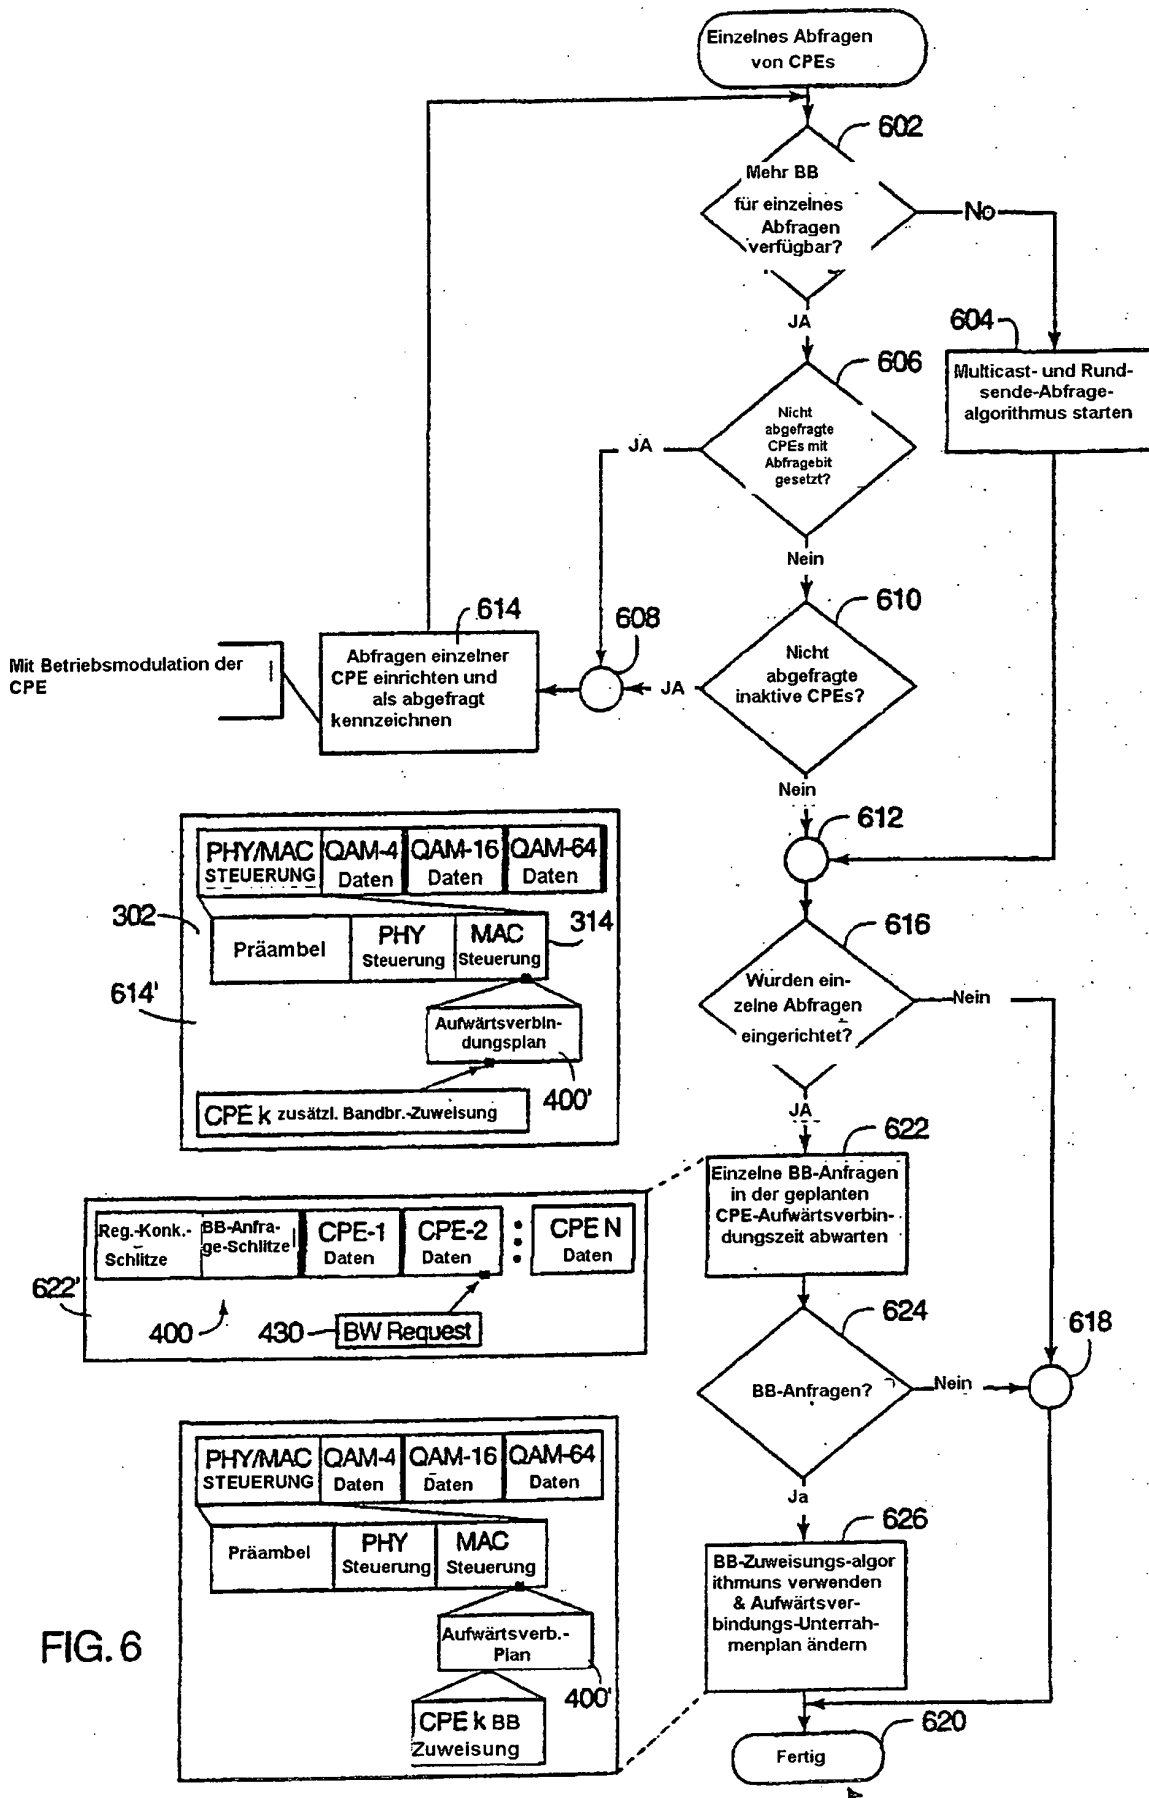 Einzelnes Abfragen
von CPEs
602
Mehr BB
für einzelnes
Abfragen
verfügbar?
No
JA
604
Multicast- und Rund-
sende-Abfrage-
algorithmus starten
606
Nicht
abgefragte
CPEs mit
Abfragebit
gesetzt?
JA
Nein
610
Nicht
abgefragte
inaktive CPEs?
JA
608
614
Abfragen einzelner
CPE einrichten und
als abgefragt
kennzeichnen
Mit Betriebsmodulation der
CPE
Nein
612
PHY/MAC
STEUERUNG
QAM-4
Daten
QAM-16
Daten
QAM-64
Daten
302
Präambel
PHY
Steuerung
MAC
Steuerung
314
614'
Aufwärtsverbin-
dungsplan
400'
CPE k zusätzl. Bandbr.-Zuweisung
616
Wurden ein-
zelne Abfragen
eingerichtet?
Nein
JA
622
Einzelne BB-Anfragen
in der geplanten
CPE-Aufwärtsverbin-
dungszeit abwarten
Reg.-Konk.-
Schlitze
BB-Anfra-
ge-Schlitze
CPE-1
Daten
CPE-2
Daten
CPE N
Daten
622'
400
430
BW Request
624
BB-Anfragen?
Nein
618
Ja
PHY/MAC
STEUERUNG
QAM-4
Daten
QAM-16
Daten
QAM-64
Daten
Präambel
PHY
Steuerung
MAC
Steuerung
Aufwärtsverb.-
Plan
400'
CPE k BB
Zuweisung
626
BB-Zuweisungs-algor
ithmuns verwenden
& Aufwärtsver-
bindungs-Unterrah-
menplan ändern
620
Fertig
FIG. 6